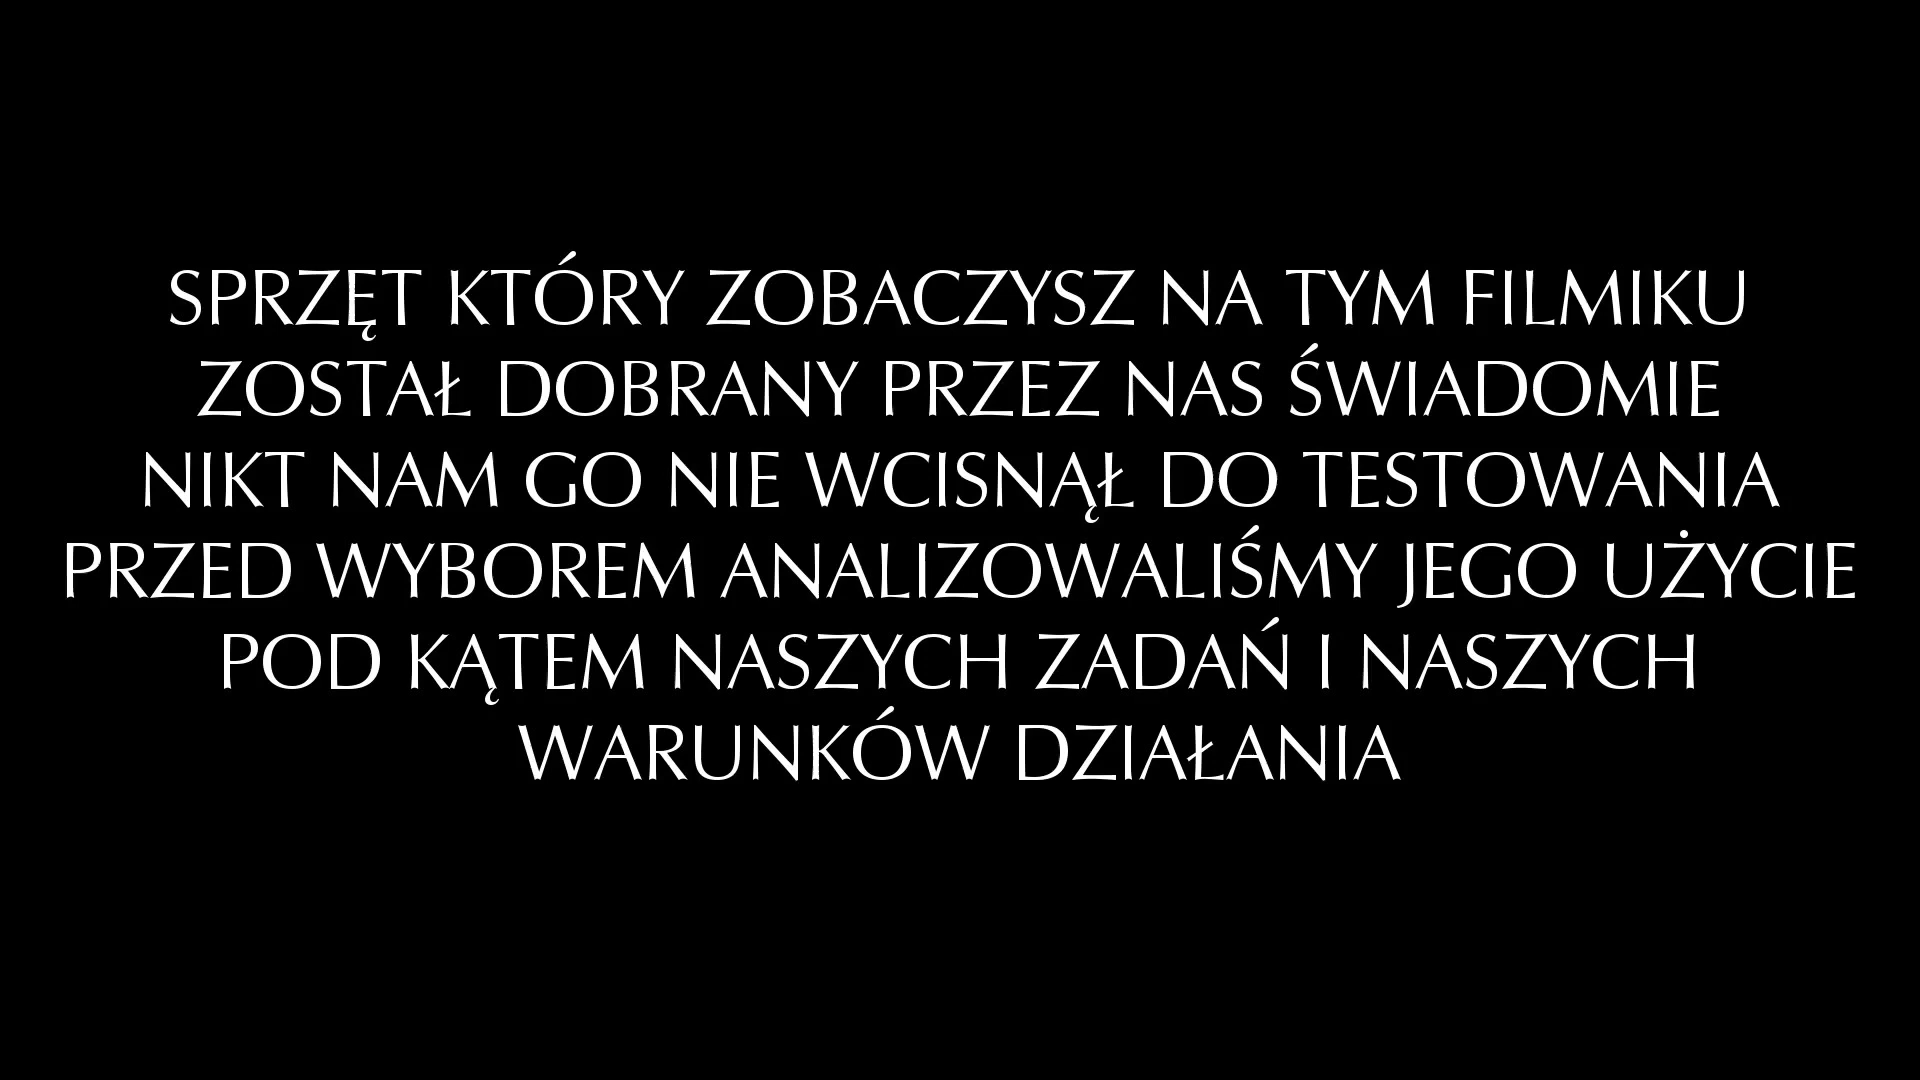 SPRZĘT KTÓRY ZOBACZYSZ NA TYM FILMIKU
ZOSTAŁ DOBRANY PRZEZ NAS ŚWIADOMIE
NIKT NAM GO NIE WCISNĄŁ DO TESTOWANIA
PRZED WYBOREM ANALIZOWALIŚMY JEGO UŻYCIE
POD KĄTEM NASZYCH ZADAŃ I NASZYCH
WARUNKÓW DZIAŁANIA